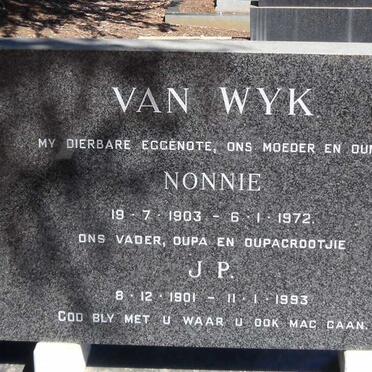 VAN WYK
MY DIERBARE EGGENOTE, ONS MOEDER EN
NONNIE
19 · 7 · 1903 – 6 · 1 · 1972.
ONS VADER, OUPA EN OUPAGROOTJIE
J P.
8 · 12 · 1901 – 11 · 1 · 1993
GOD BLY MET U WAAR U OOK MAG GAAN.